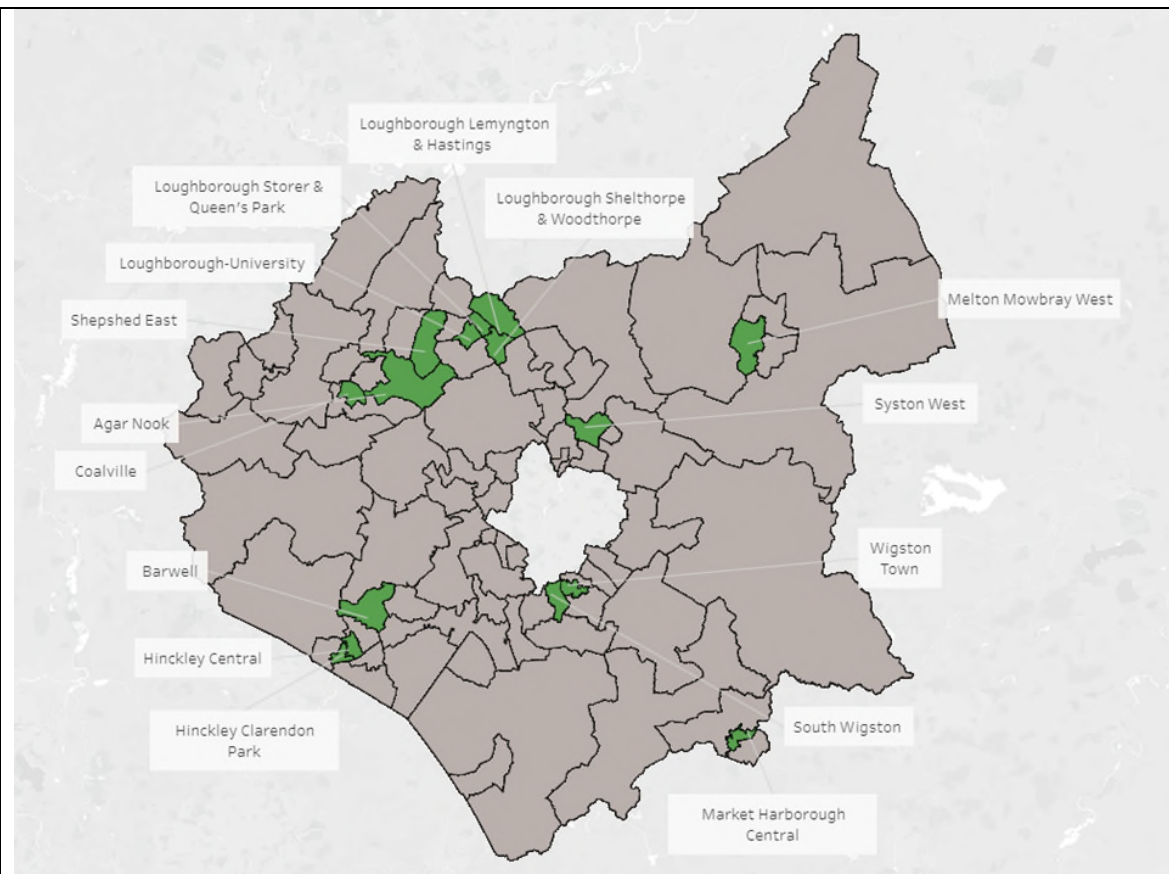 Loughborough Lemyngton
& Hastings
Loughborough Storer &
Queen's Park
Loughborough Shelthorpe
& Woodthorpe
Loughborough-University
Shepshed East
Melton Mowbray West
Agar Nook
Syston West
Coalville
Barwell
Wigston
Town
Hinckley Central
Hinckley Clarendon
Park
South Wigston
Market Harborough
Central